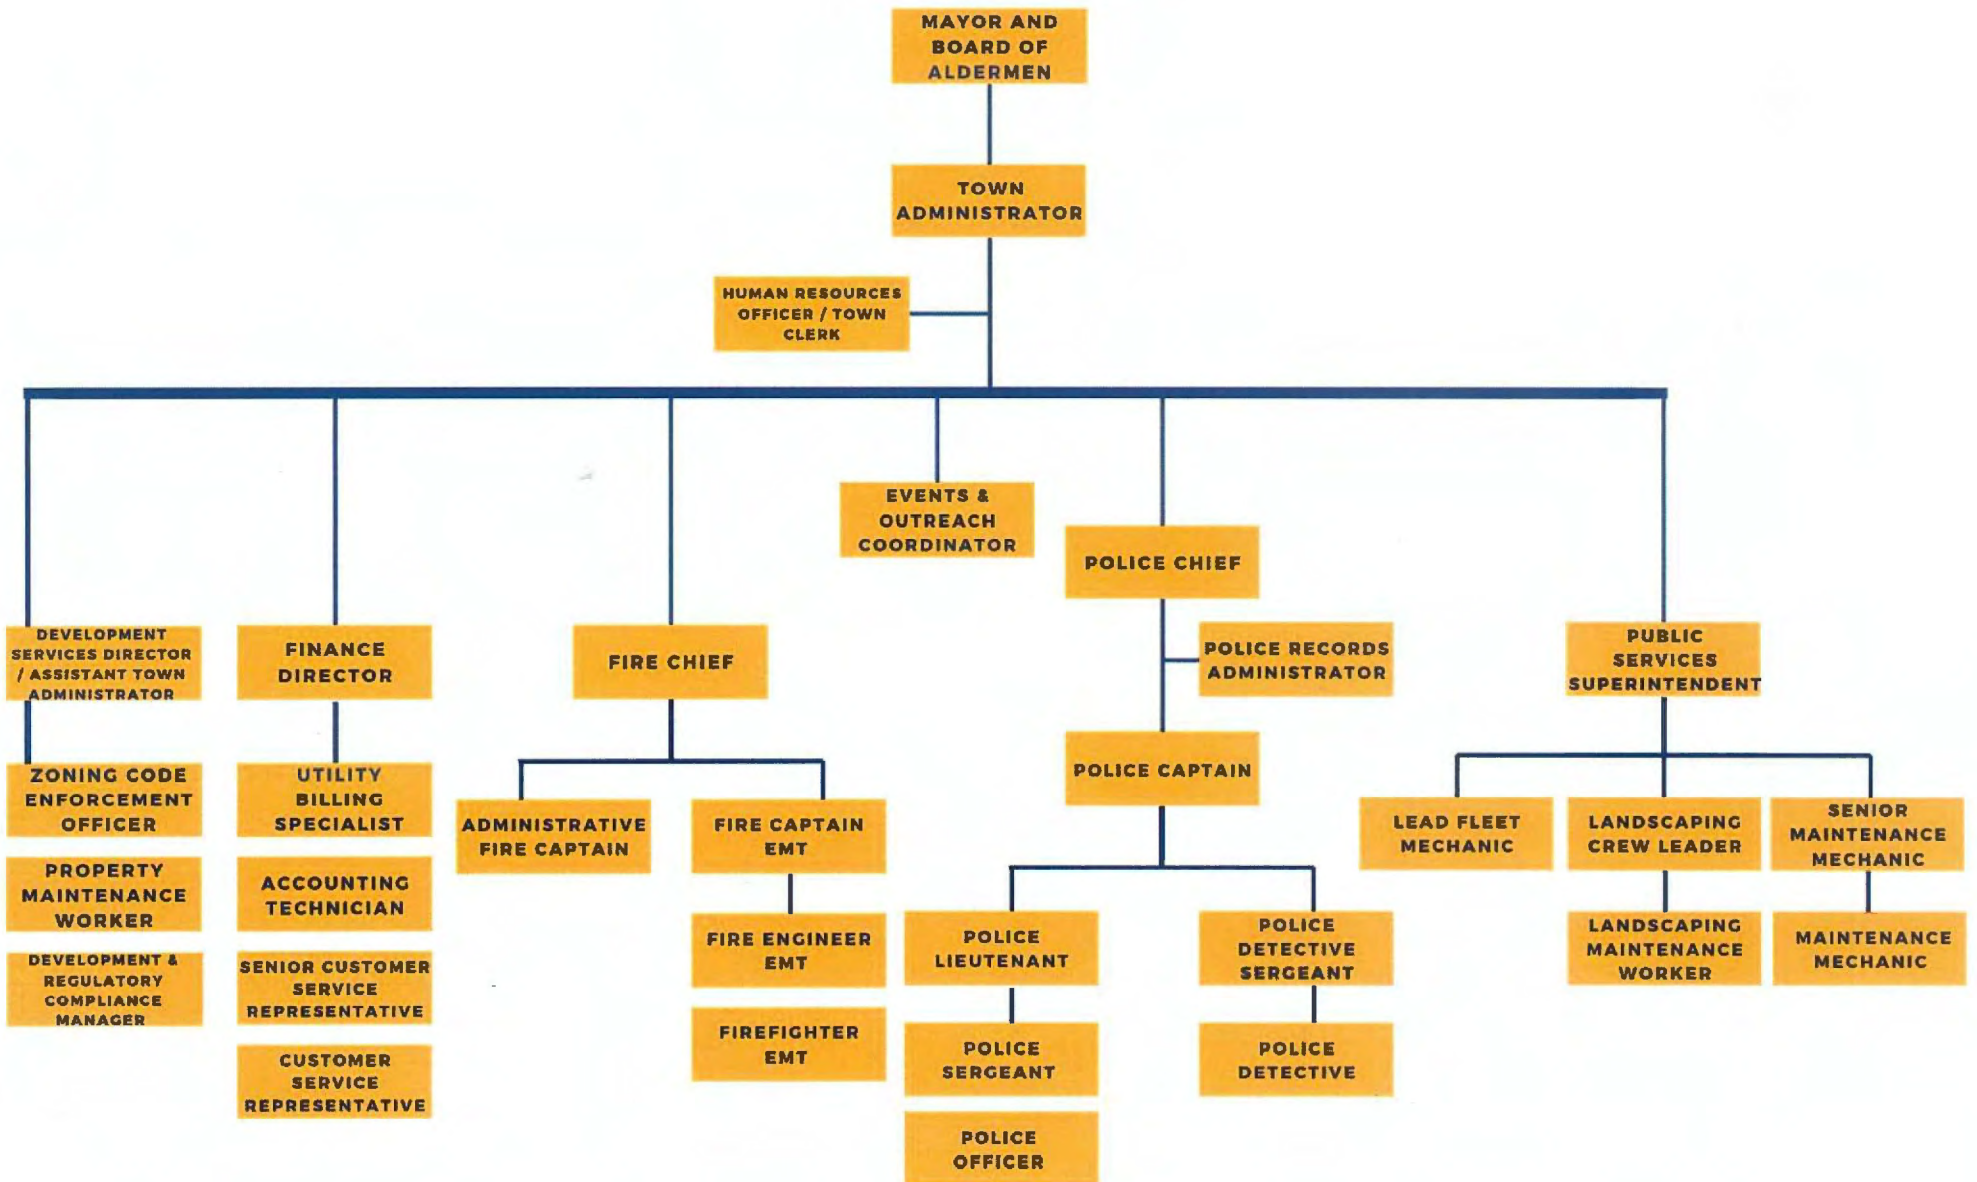 MAYOR AND
BOARD OF
ALDERMEN
TOWN
ADMINISTRATOR
HUMAN RESOURCES
OFFICER / TOWN
CLERK
EVENTS &
OUTREACH
COORDINATOR
POLICE CHIEF
POLICE RECORDS
ADMINISTRATOR
DEVELOPMENT
SERVICES DIRECTOR
/ ASSISTANT TOWN
ADMINISTRATOR
FINANCE
DIRECTOR
FIRE CHIEF
PUBLIC
SERVICES
SUPERINTENDENT
ZONING CODE
ENFORCEMENT
OFFICER
PROPERTY
MAINTENANCE
WORKER
DEVELOPMENT &
REGULATORY
COMPLIANCE
MANAGER
UTILITY
BILLING
SPECIALIST
ACCOUNTING
TECHNICIAN
SENIOR CUSTOMER
SERVICE
REPRESENTATIVE
CUSTOMER
SERVICE
REPRESENTATIVE
ADMINISTRATIVE
FIRE CAPTAIN
FIRE CAPTAIN
EMT
FIRE ENGINEER
EMT
FIREFIGHTER
EMT
POLICE CAPTAIN
POLICE
LIEUTENANT
POLICE
SERGEANT
POLICE
OFFICER
POLICE
DETECTIVE
SERGEANT
POLICE
DETECTIVE
LEAD FLEET
MECHANIC
LANDSCAPING
CREW LEADER
LANDSCAPING
MAINTENANCE
WORKER
SENIOR
MAINTENANCE
MECHANIC
MAINTENANCE
MECHANIC